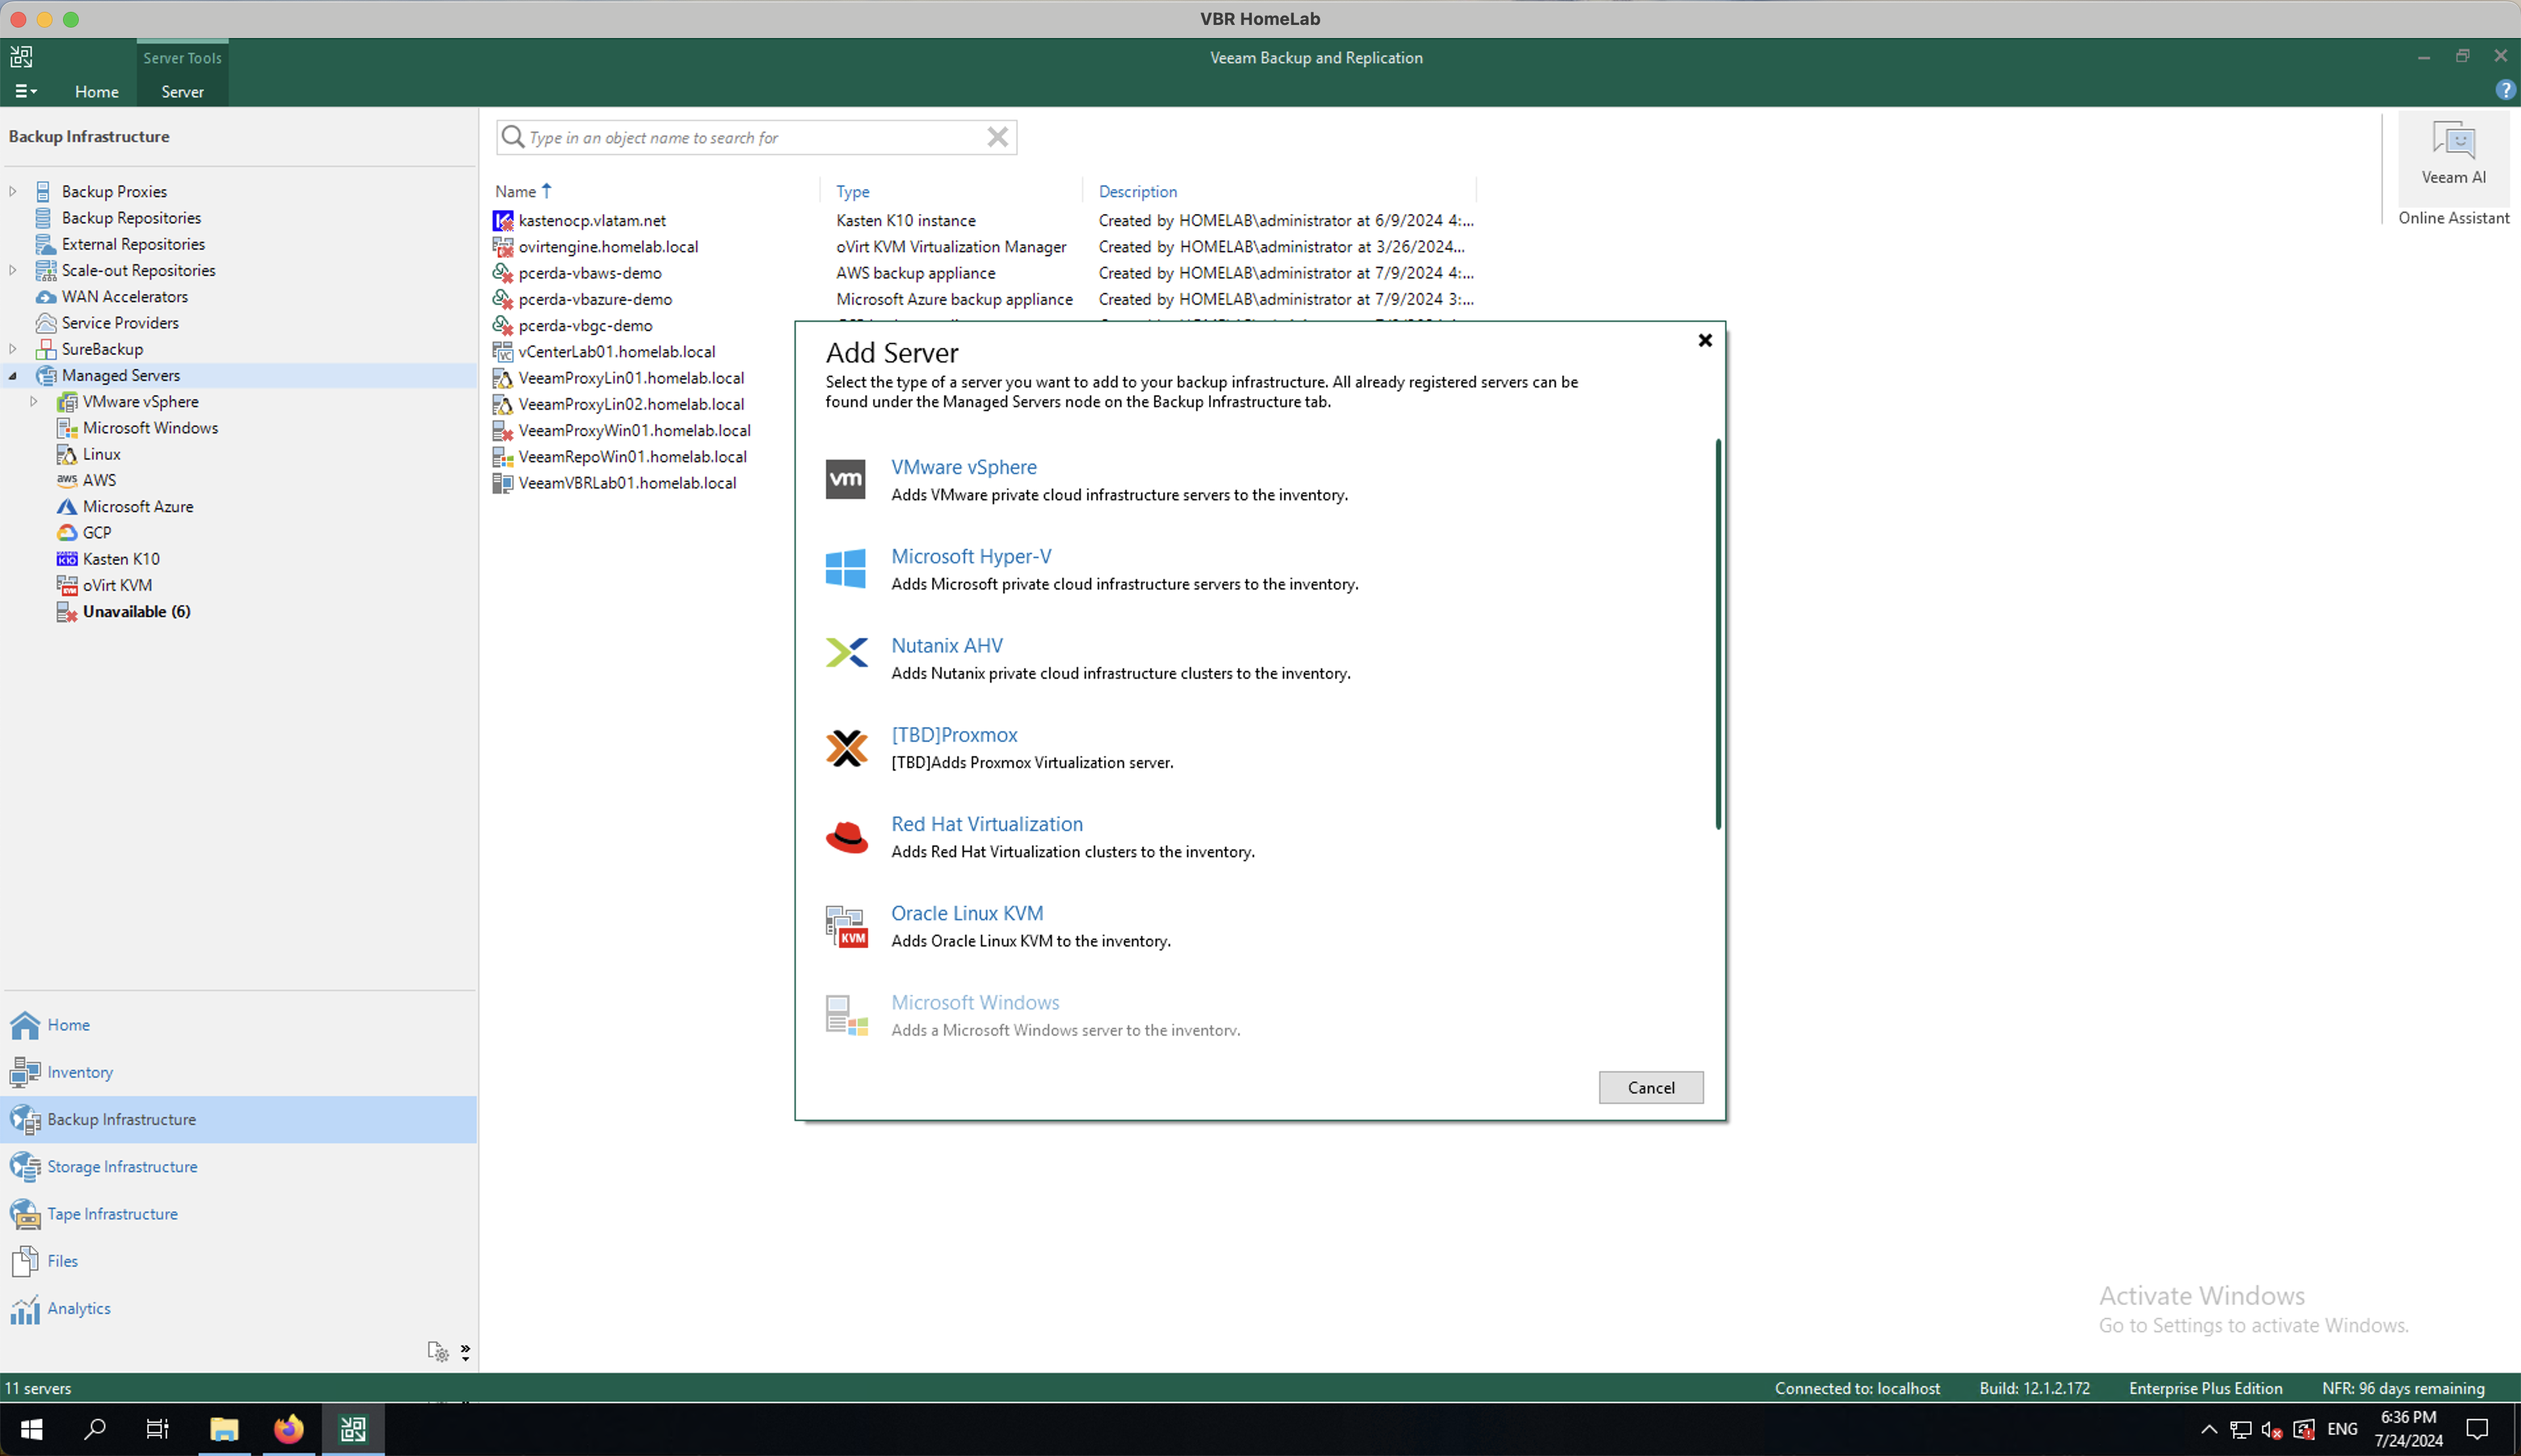 VBR HomeLab
Server Tools
Veeam Backup and Replication
Home
Server
Backup Infrastructure
Type in an object name to search for
Veeam AI
Online Assistant
Backup Proxies
Backup Repositories
External Repositories
Scale-out Repositories
WAN Accelerators
Service Providers
SureBackup
Managed Servers
VMware vSphere
Microsoft Windows
Linux
aws AWS
Microsoft Azure
GCP
K10 Kasten K10
KVM oVirt KVM
Unavailable (6)
Name Type Description
kastenocp.vlatam.net Kasten K10 instance Created by HOMELAB\administrator at 6/9/2024 4:...
ovirtengine.homelab.local oVirt KVM Virtualization Manager Created by HOMELAB\administrator at 3/26/2024...
pcerda-vbaws-demo AWS backup appliance Created by HOMELAB\administrator at 7/9/2024 4:...
pcerda-vbazure-demo Microsoft Azure backup appliance Created by HOMELAB\administrator at 7/9/2024 3:...
pcerda-vbgc-demo
VC vCenterLab01.homelab.local
VeeamProxyLin01.homelab.local
VeeamProxyLin02.homelab.local
VeeamProxyWin01.homelab.local
VeeamRepoWin01.homelab.local
VeeamVBRLab01.homelab.local
Add Server
Select the type of a server you want to add to your backup infrastructure. All already registered servers can be
found under the Managed Servers node on the Backup Infrastructure tab.
vm
VMware vSphere
Adds VMware private cloud infrastructure servers to the inventory.
Microsoft Hyper-V
Adds Microsoft private cloud infrastructure servers to the inventory.
Nutanix AHV
Adds Nutanix private cloud infrastructure clusters to the inventory.
[TBD]Proxmox
[TBD]Adds Proxmox Virtualization server.
Red Hat Virtualization
Adds Red Hat Virtualization clusters to the inventory.
KVM
Oracle Linux KVM
Adds Oracle Linux KVM to the inventory.
Microsoft Windows
Adds a Microsoft Windows server to the inventory.
Cancel
Home
Inventory
Backup Infrastructure
Storage Infrastructure
Tape Infrastructure
Files
Analytics
Activate Windows
Go to Settings to activate Windows.
11 servers
Connected to: localhost
Build: 12.1.2.172
Enterprise Plus Edition
NFR: 96 days remaining
ENG
6:36 PM
7/24/2024